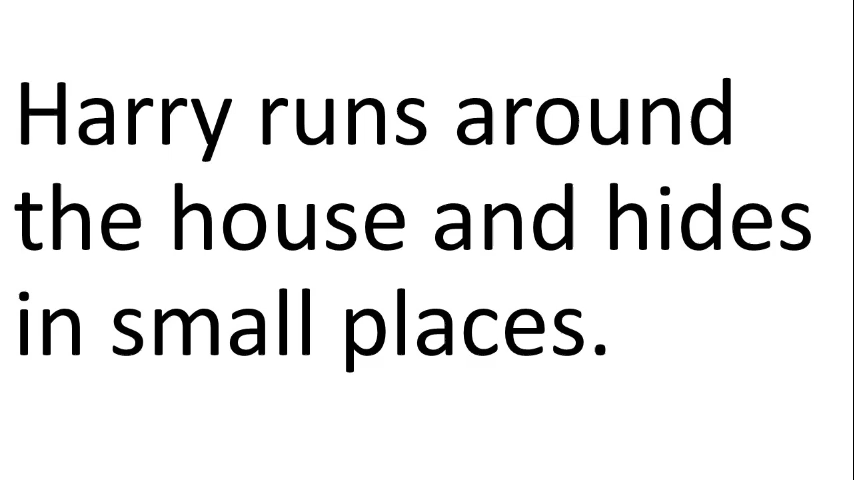 Harry runs around
the house and hides
in small places.